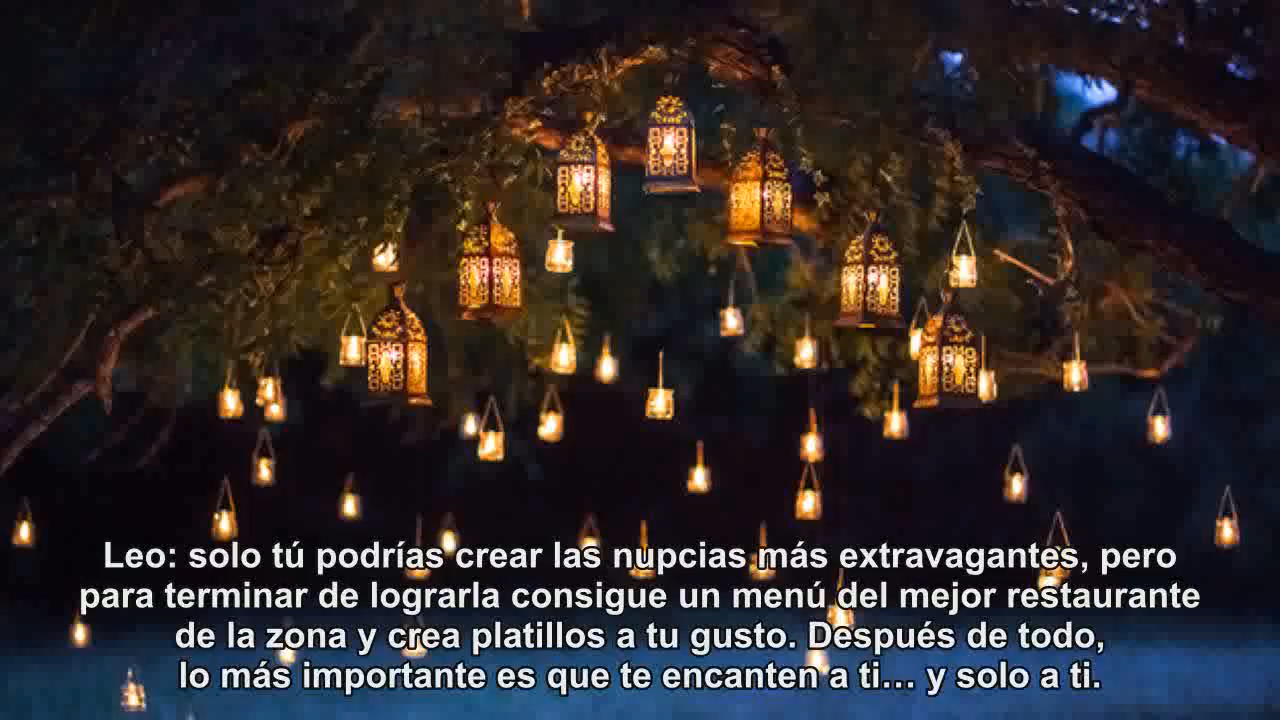 Leo: solo tú podrías crear las nupcias más extravagantes, pero
para terminar de lograrla consigue un menú del mejor restaurante
de la zona y crea platillos a tu gusto. Después de todo,
lo más importante es que te encanten a ti… y solo a ti.